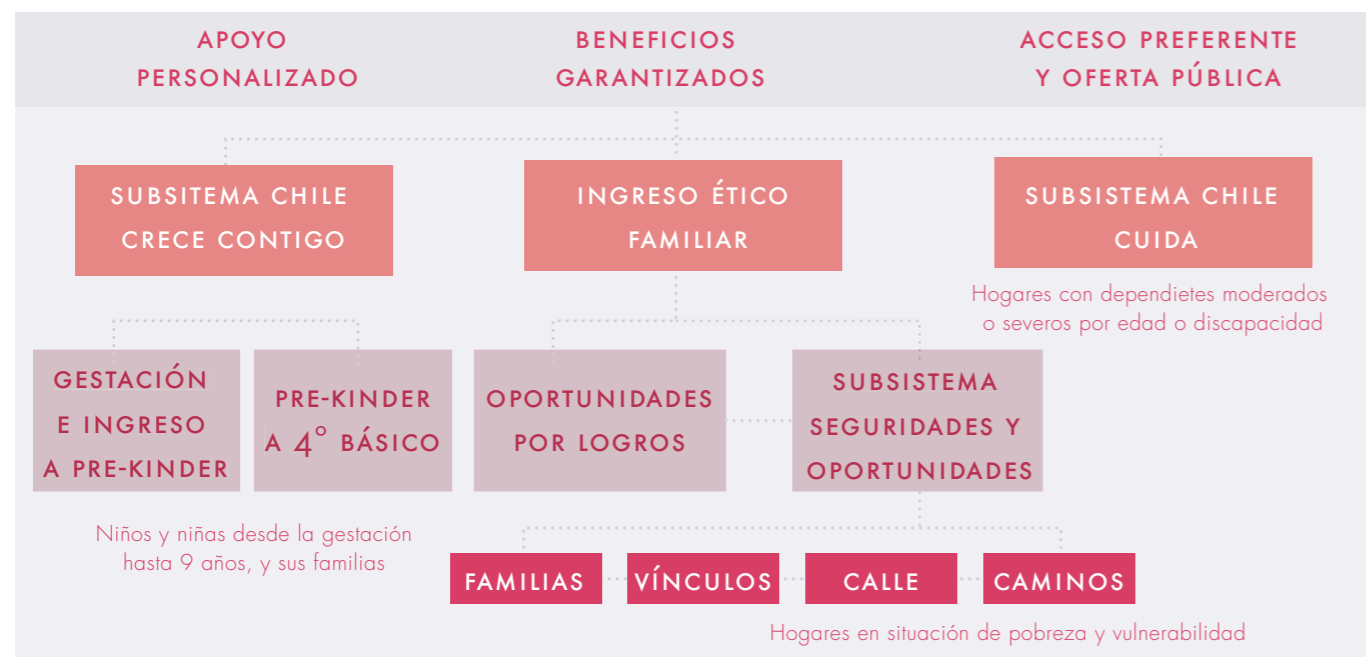 APOYO
PERSONALIZADO
BENEFICIOS
GARANTIZADOS
ACCESO PREFERENTE
Y OFERTA PÚBLICA
SUBSITEMA CHILE
CRECE CONTIGO
INGRESO ÉTICO
FAMILIAR
SUBSISTEMA CHILE
CUIDA
Hogares con dependietes moderados
o severos por edad o discapacidad
GESTACIÓN
E INGRESO
A PRE-KINDER
PRE-KINDER
A 4° BÁSICO
OPORTUNIDADES
POR LOGROS
SUBSISTEMA
SEGURIDADES Y
OPORTUNIDADES
Niños y niñas desde la gestación
hasta 9 años, y sus familias
FAMILIAS
VÍNCULOS
CALLE
CAMINOS
Hogares en situación de pobreza y vulnerabilidad